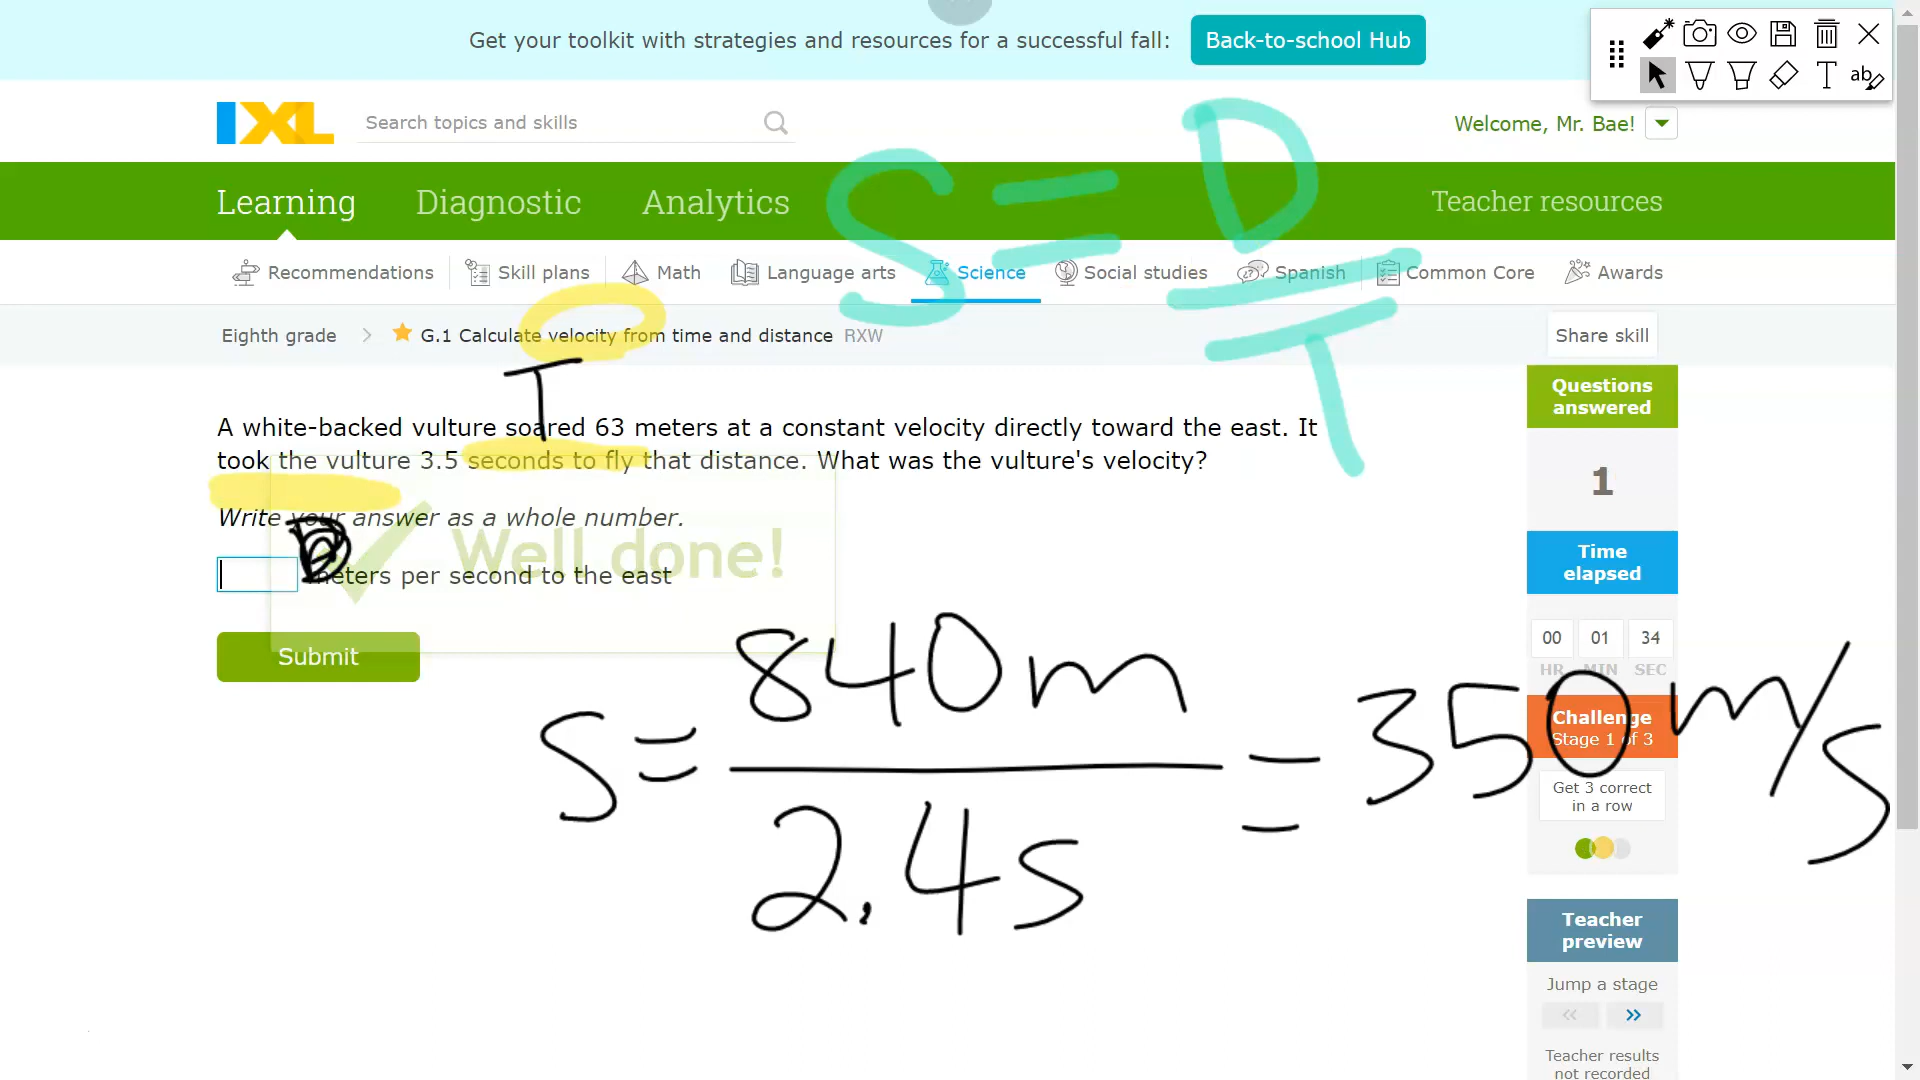 Get your toolkit with strategies and resources for a successful fall: Back-to-school Hub
IXL Search topics and skills Welcome, Mr. Bae!
Learning Diagnostic Analytics Teacher resources
S = D
T
Recommendations Skill plans Math Language arts Science Social studies Spanish Common Core Awards
Eighth grade > G.1 Calculate velocity from time and distance RXW Share skill
T
A white-backed vulture soared 63 meters at a constant velocity directly toward the east. It
took the vulture 3.5 seconds to fly that distance. What was the vulture's velocity?
Write your answer as a whole number.
D
Well done!
meters per second to the east
Submit
S = 840m = 350 m/s
2.4s
Questions
answered
1
Time
elapsed
00 01 34
HR MIN SEC
Challenge
Stage 1 of 3
Get 3 correct
in a row
Teacher
preview
Jump a stage
« »
Teacher results
not recorded
T ab